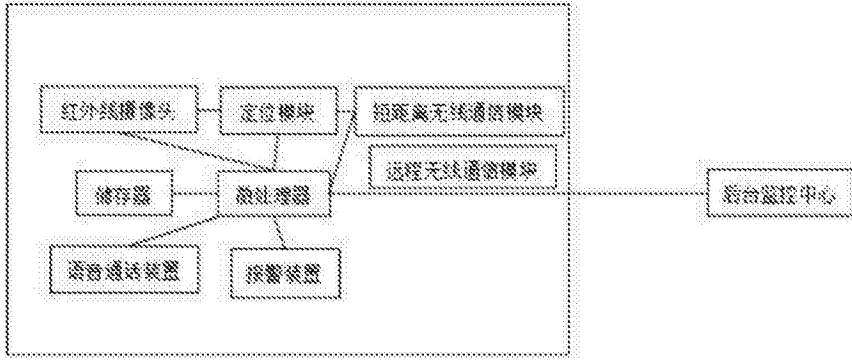 红外线摄像头
定位模块
短距离无线通信模块
远程无线通信模块
储存器
微处理器
后台监控中心
语音通话装置
报警装置